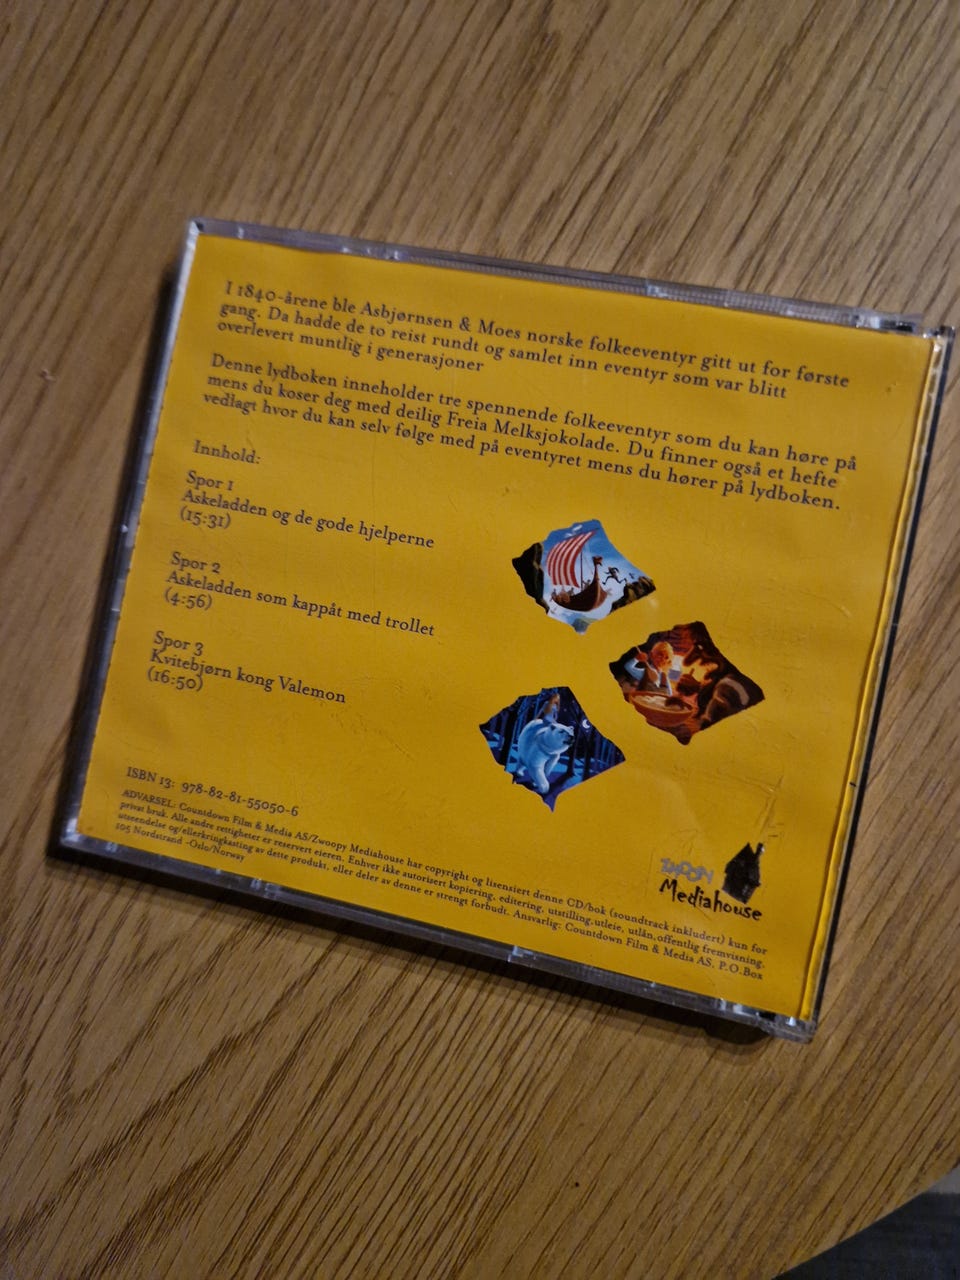 I 1840-årene ble Asbjørnsen & Moes norske folkeeventyr gitt ut for første
gang. Da hadde de to reist rundt og samlet inn eventyr som var blitt
overlevert muntlig i generasjoner
Denne lydboken inneholder tre spennende folkeeventyr som du kan høre på
mens du koser deg med deilig Freia Melksjokolade. Du finner også et hefte
vedlagt hvor du kan selv følge med på eventyret mens du hører på lydboken.
Innhold:
Spor 1
Askeladden og de gode hjelperne
(15:31)
Spor 2
Askeladden som kappåt med trollet
(4:56)
Spor 3
Kvitebjørn kong Valemon
(16:50)
ISBN 13: 978-82-81-55050-6
ADVARSEL: Countdown Film & Media AS/Zwoopy Mediahouse har copyright og lisensiert denne CD/bok (soundtrack inkludert) kun for
privat bruk. Alle andre rettigheter er reservert eieren. Enhver ikke autorisert kopiering, editering, utstilling, utleie, utlån, offentlig fremvisning,
utseendelse og/ellerkringkasting av dette produkt, eller deler av denne er strengt forbudt. Ansvarlig: Countdown Film & Media AS, P.O.Box
105 Nordstrand -Oslo/Norway
Mediahouse